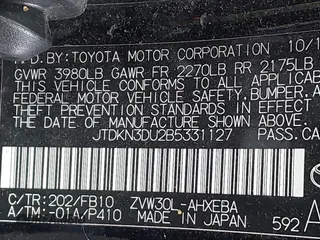 MFD. BY: TOYOTA MOTOR CORPORATION 10/1
GVWR 3980LB GAWR FR 2270LB RR 2175LB
THIS VEHICLE CONFORMS TO ALL APPLICABLE
FEDERAL MOTOR VEHICLE SAFETY, BUMPER, A
THEFT PREVENTION STANDARDS IN EFFECT O
THE DATE OF MANUFACTURE SHOWN ABOV
JTDKN3DU2B5331127 PASS.CA
C/TR: 202/FB10 ZVW30L-AHXEBA
A/TM: -01A/P410 MADE IN JAPAN 592